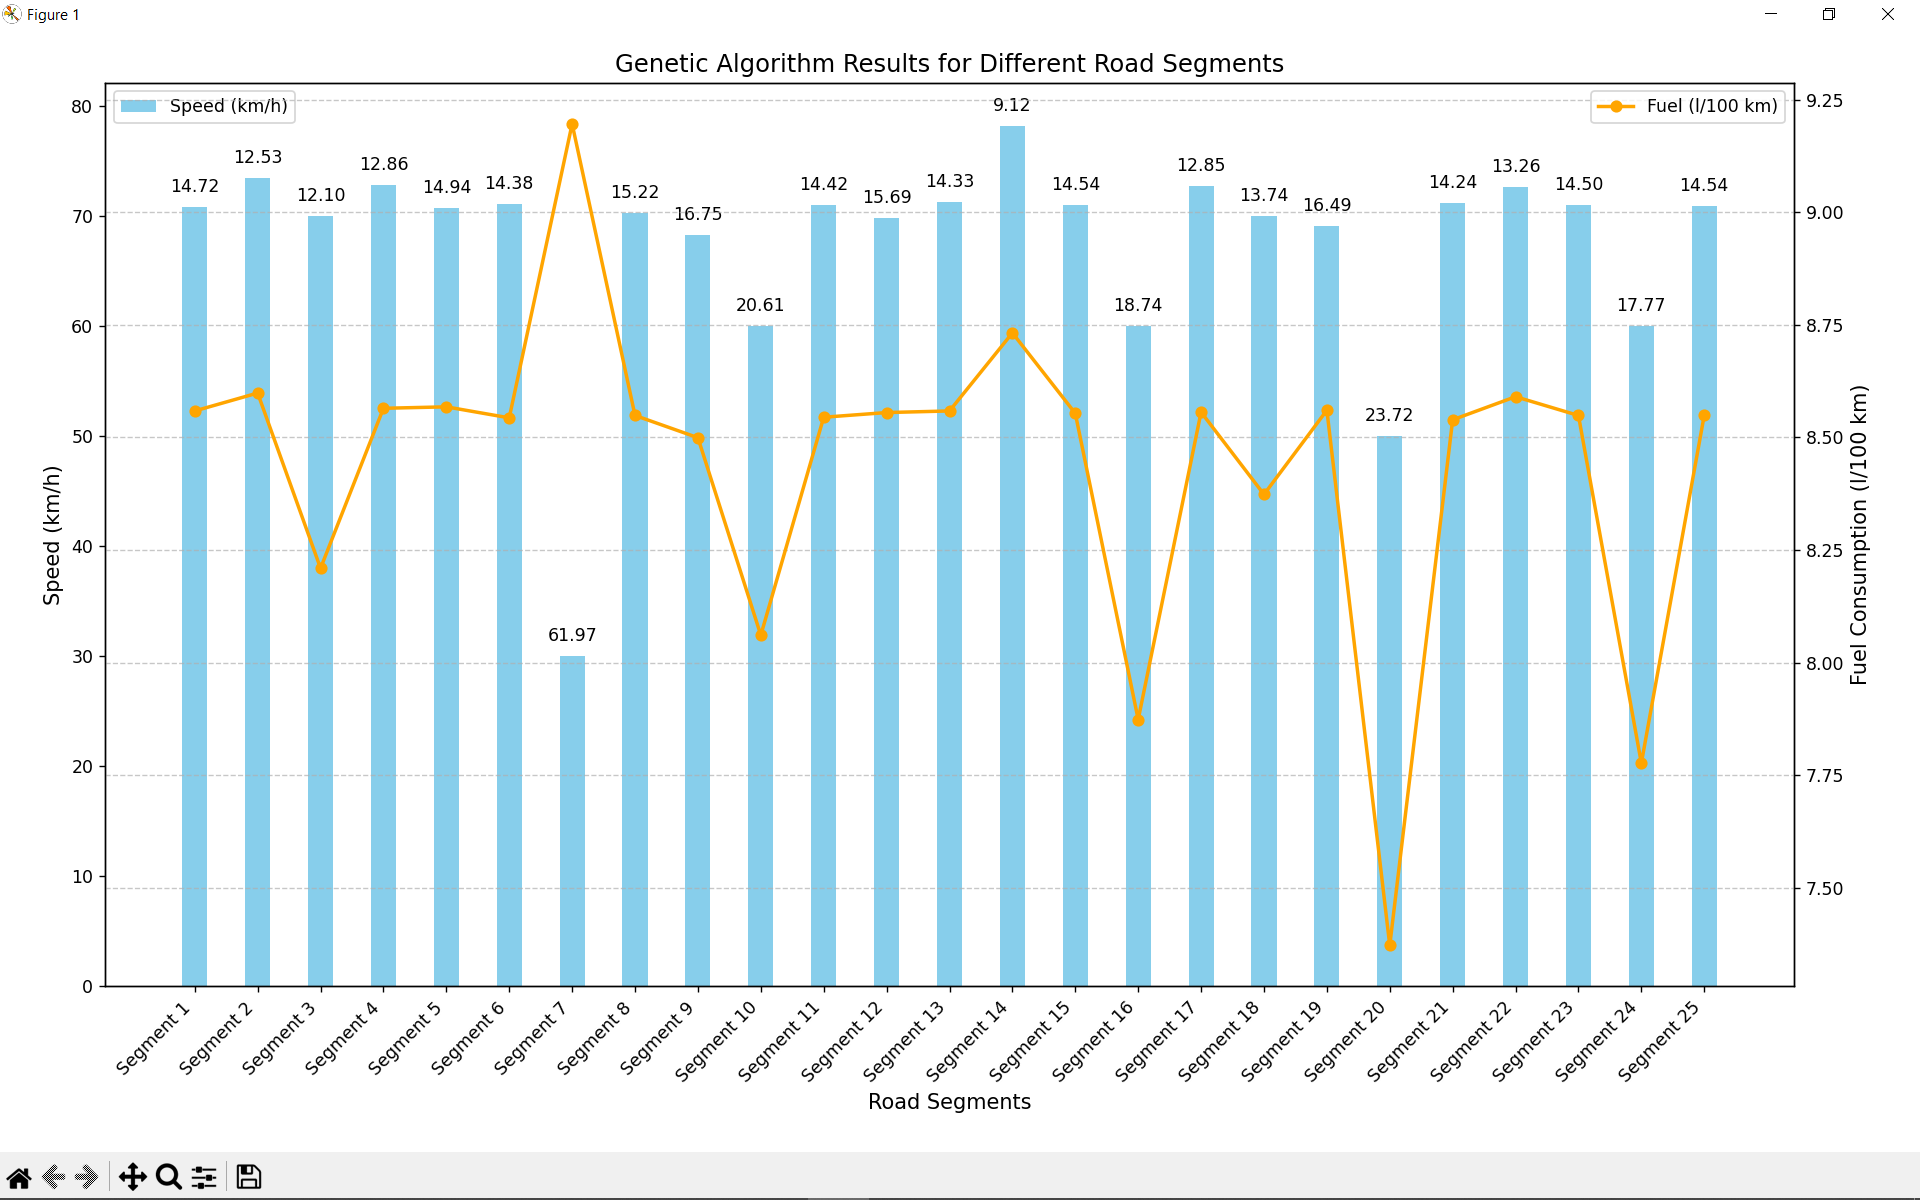 Figure 1
Genetic Algorithm Results for Different Road Segments
Speed (km/h)
Fuel (l/100 km)
14.72
12.53
12.10
12.86
14.94
14.38
61.97
15.22
16.75
20.61
14.42
15.69
14.33
9.12
14.54
18.74
12.85
13.74
16.49
23.72
14.24
13.26
14.50
17.77
14.54
Speed (km/h)
80
70
60
50
40
30
20
10
0
9.25
9.00
8.75
8.50
8.25
8.00
7.75
7.50
Fuel Consumption (l/100 km)
Segment 1
Segment 2
Segment 3
Segment 4
Segment 5
Segment 6
Segment 7
Segment 8
Segment 9
Segment 10
Segment 11
Segment 12
Segment 13
Segment 14
Segment 15
Segment 16
Segment 17
Segment 18
Segment 19
Segment 20
Segment 21
Segment 22
Segment 23
Segment 24
Segment 25
Road Segments